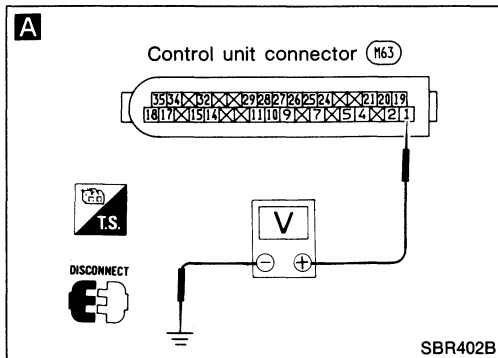 A
Control unit connector M63
35 34 32 29 28 27 26 25 24 21 20 19
18 17 15 14 11 10 9 7 5 4 2 1
T.S.
V
DISCONNECT
− +
SBR402B